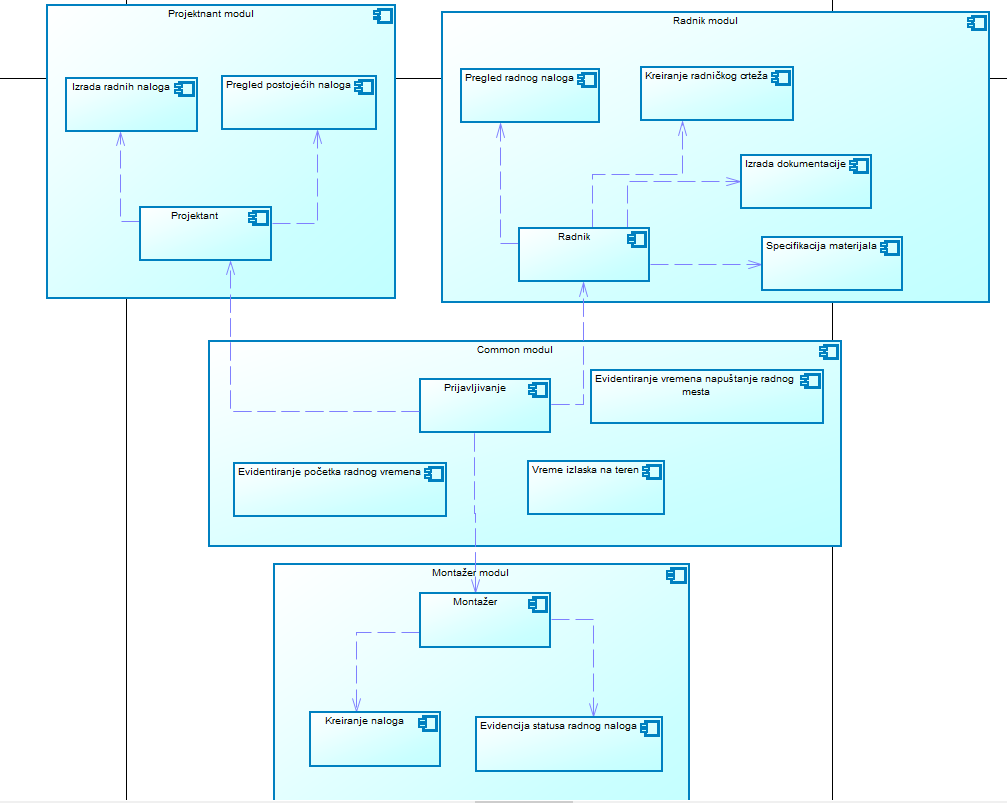 Projektnant modul
Izrada radnih naloga
Pregled postojećih naloga
Projektant
Radnik modul
Pregled radnog naloga
Kreiranje radničkog crteža
Izrada dokumentacije
Radnik
Specifikacija materijala
Common modul
Prijavljivanje
Evidentiranje vremena napuštanje radnog
mesta
Evidentiranje početka radnog vremena
Vreme izlaska na teren
Montažer modul
Montažer
Kreiranje naloga
Evidencija statusa radnog naloga